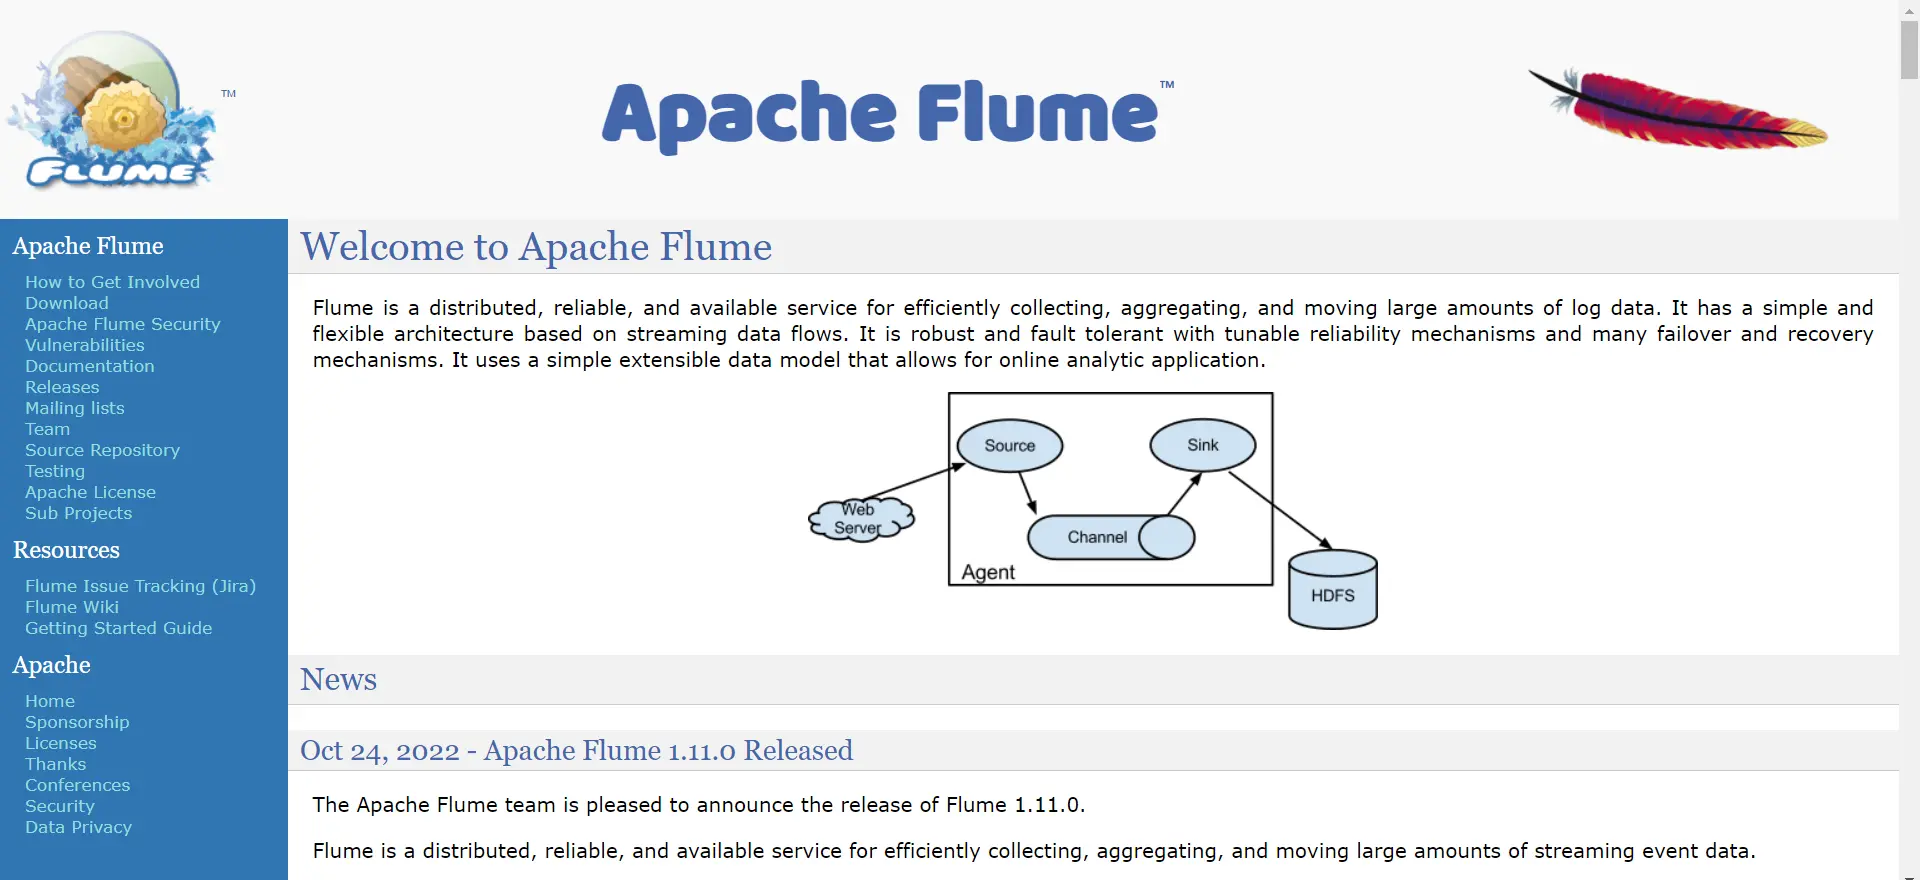 FLUME
TM
Apache Flume
TM
Apache Flume
How to Get Involved
Download
Apache Flume Security
Vulnerabilities
Documentation
Releases
Mailing lists
Team
Source Repository
Testing
Apache License
Sub Projects
Resources
Flume Issue Tracking (Jira)
Flume Wiki
Getting Started Guide
Apache
Home
Sponsorship
Licenses
Thanks
Conferences
Security
Data Privacy
Welcome to Apache Flume
Flume is a distributed, reliable, and available service for efficiently collecting, aggregating, and moving large amounts of log data. It has a simple and
flexible architecture based on streaming data flows. It is robust and fault tolerant with tunable reliability mechanisms and many failover and recovery
mechanisms. It uses a simple extensible data model that allows for online analytic application.
Source
Sink
Web
Server
Channel
Agent
HDFS
News
Oct 24, 2022 - Apache Flume 1.11.0 Released
The Apache Flume team is pleased to announce the release of Flume 1.11.0.
Flume is a distributed, reliable, and available service for efficiently collecting, aggregating, and moving large amounts of streaming event data.